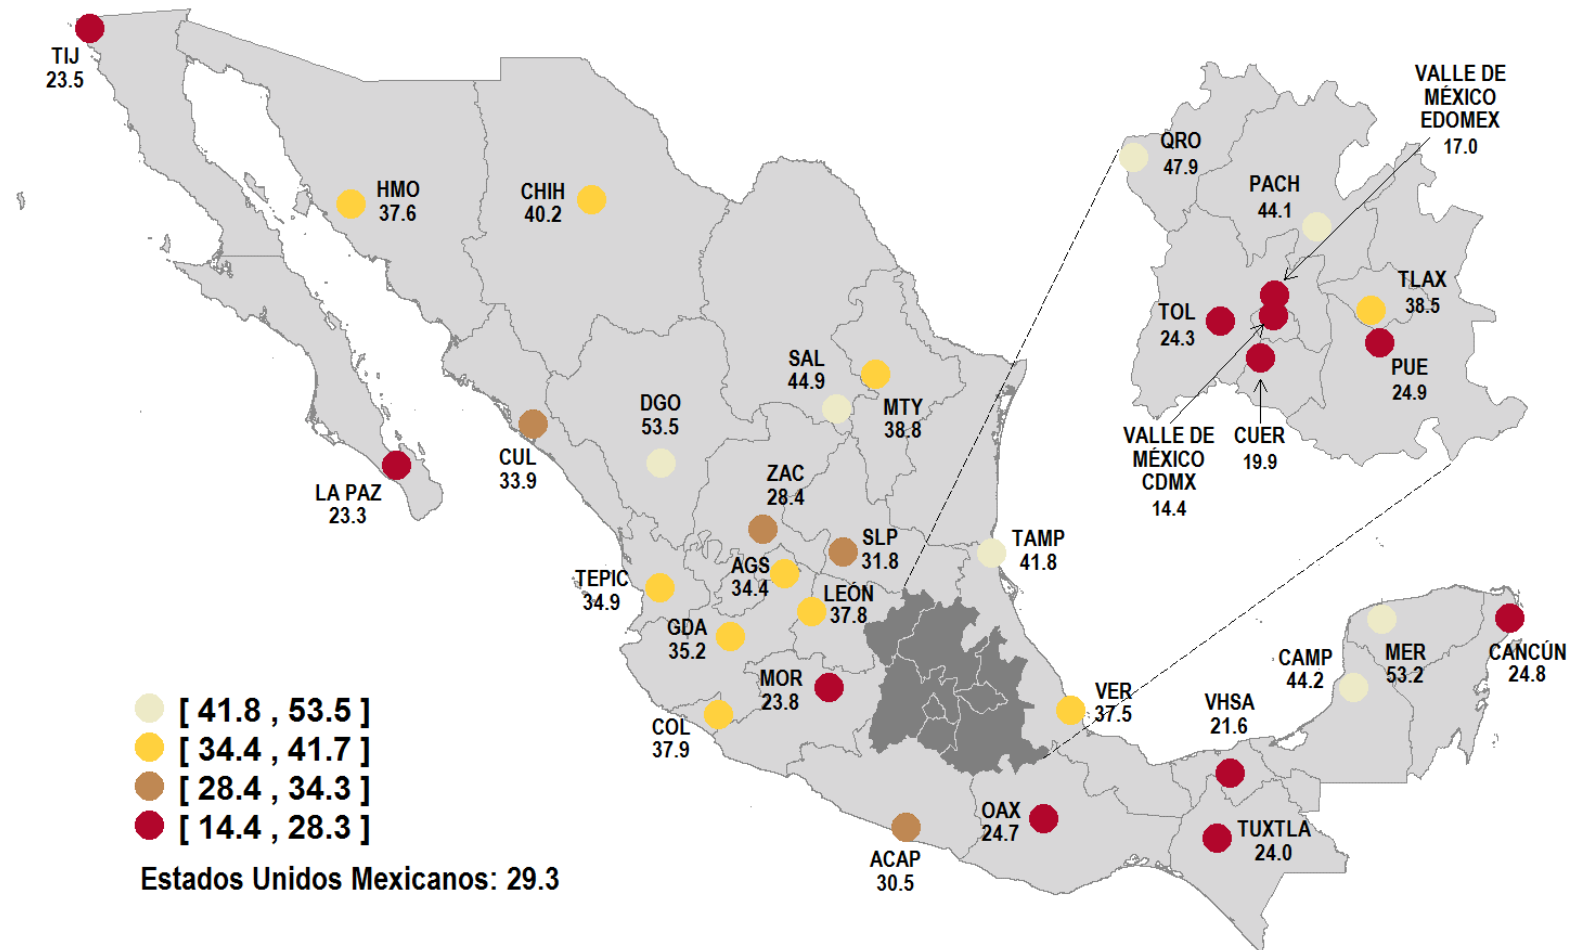 TIJ
23.5
HMO
37.6
CHIH
40.2
LA PAZ
23.3
CUL
33.9
DGO
53.5
SAL
44.9
MTY
38.8
ZAC
28.4
SLP
31.8
TAMP
41.8
TEPIC
34.9
AGS
34.4
LEÓN
37.8
GDA
35.2
MOR
23.8
COL
37.9
ACAP
30.5
OAX
24.7
VER
37.5
VHSA
21.6
TUXTLA
24.0
CAMP
44.2
MER
53.2
CANCÚN
24.8
VALLE DE
MÉXICO
EDOMEX
17.0
QRO
47.9
PACH
44.1
TLAX
38.5
TOL
24.3
PUE
24.9
VALLE DE
MÉXICO
CDMX
14.4
CUER
19.9
[ 41.8 , 53.5 ]
[ 34.4 , 41.7 ]
[ 28.4 , 34.3 ]
[ 14.4 , 28.3 ]
Estados Unidos Mexicanos: 29.3